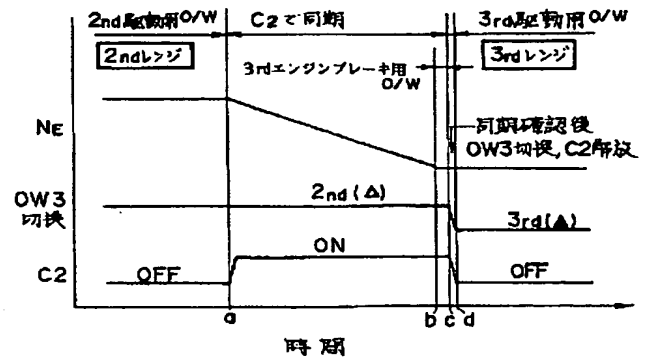 2nd駆動用O/W
C2で同期
3rd駆動用O/W
2ndレンジ
3rdエンジンブレーキ用
O/W
3rdレンジ
NE
同期確認後
OW3切換,C2解放
OW3
切換
2nd(△)
3rd(▲)
C2
OFF
ON
OFF
a
b
c
d
時間